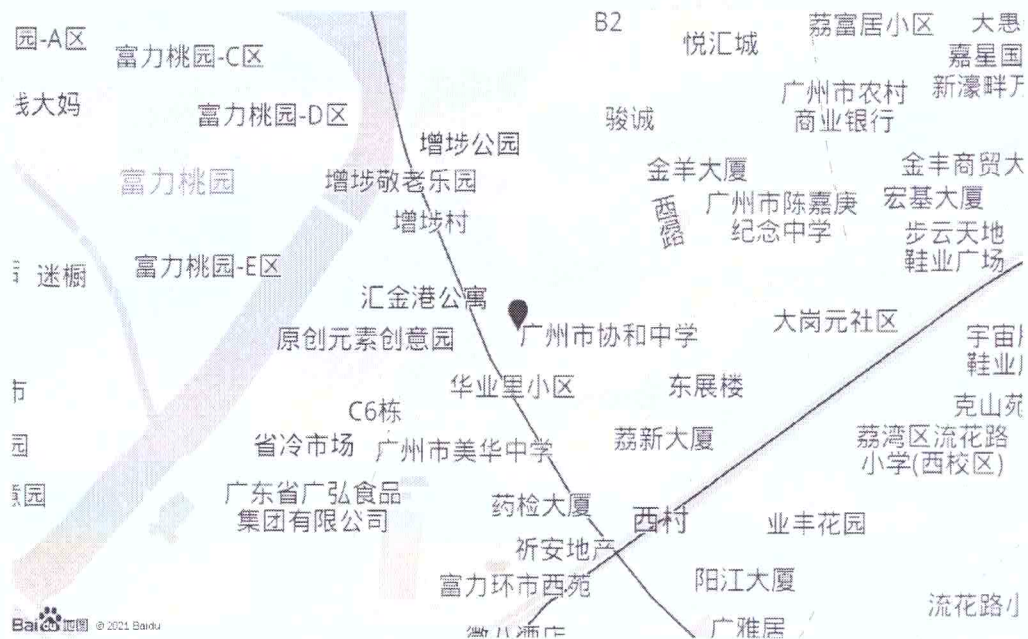 B2
荔富居小区
大惠
园-A区
富力桃园-C区
悦汇城
嘉星国
新濠畔
钱大妈
富力桃园-D区
骏诚
广州市农村
商业银行
增埗公园
金羊大厦
金丰商贸大
富力桃园
增埗敬老乐园
西
路
广州市陈嘉庚
纪念中学
宏基大厦
增埗村
步云天地
鞋业广场
迷橱
富力桃园-E区
汇金港公寓
原创元素创意园
广州市协和中学
大岗元社区
宇宙
鞋业
市
华业里小区
东展楼
克山苑
C6栋
园
省冷市场
广州市美华中学
荔新大厦
荔湾区流花路
小学(西校区)
意园
广东省广弘食品
集团有限公司
药检大厦
西村
业丰花园
祈安地产
富力环市西苑
阳江大厦
流花路小
Bai du 地图 © 2021 Baidu
广雅居